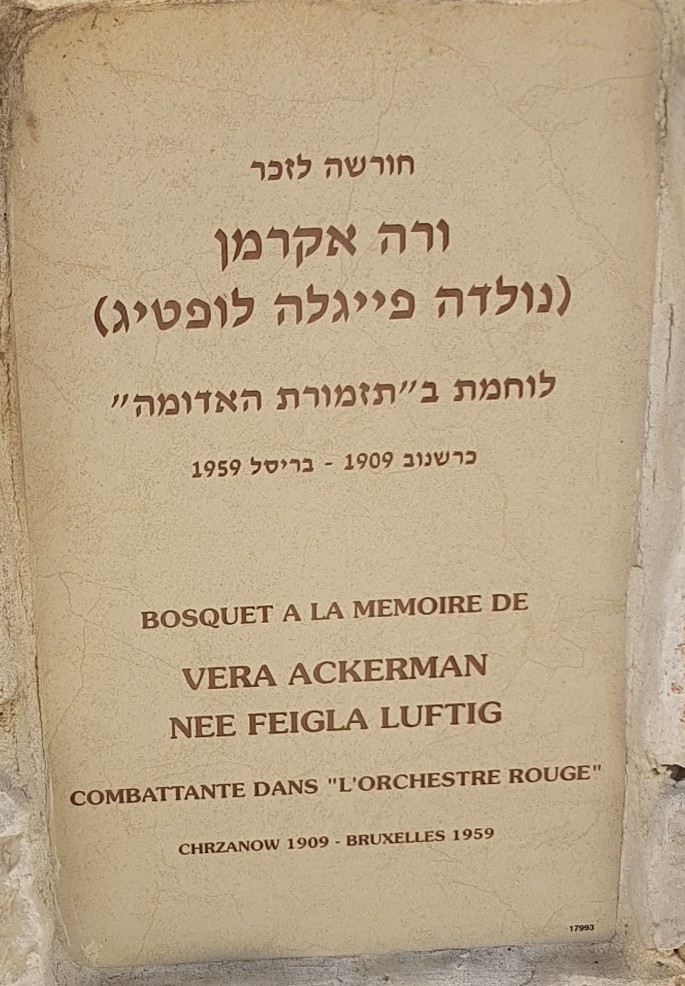 חורשה לזכר
ורה אקרמן
(נולדה פייגלה לופטיג)
לוחמת ב"תזמורת האדומה"
כרשנוב 1909 - בריסל 1959
BOSQUET A LA MEMOIRE DE
VERA ACKERMAN
NEE FEIGLA LUFTIG
COMBATTANTE DANS "L'ORCHESTRE ROUGE"
CHRZANOW 1909 - BRUXELLES 1959
17993